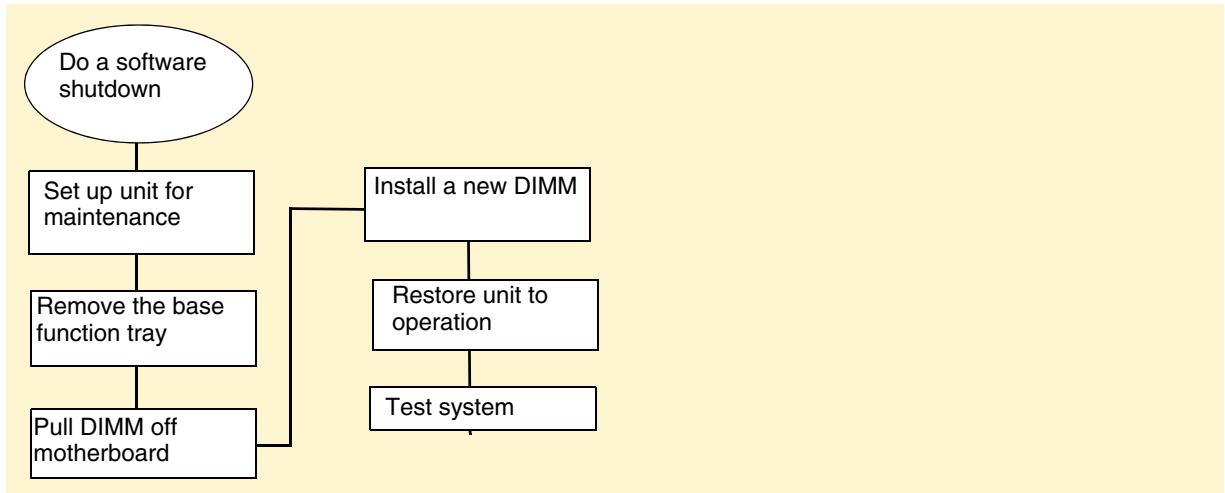 Do a software
shutdown
Set up unit for
maintenance
Remove the base
function tray
Pull DIMM off
motherboard
Install a new DIMM
Restore unit to
operation
Test system